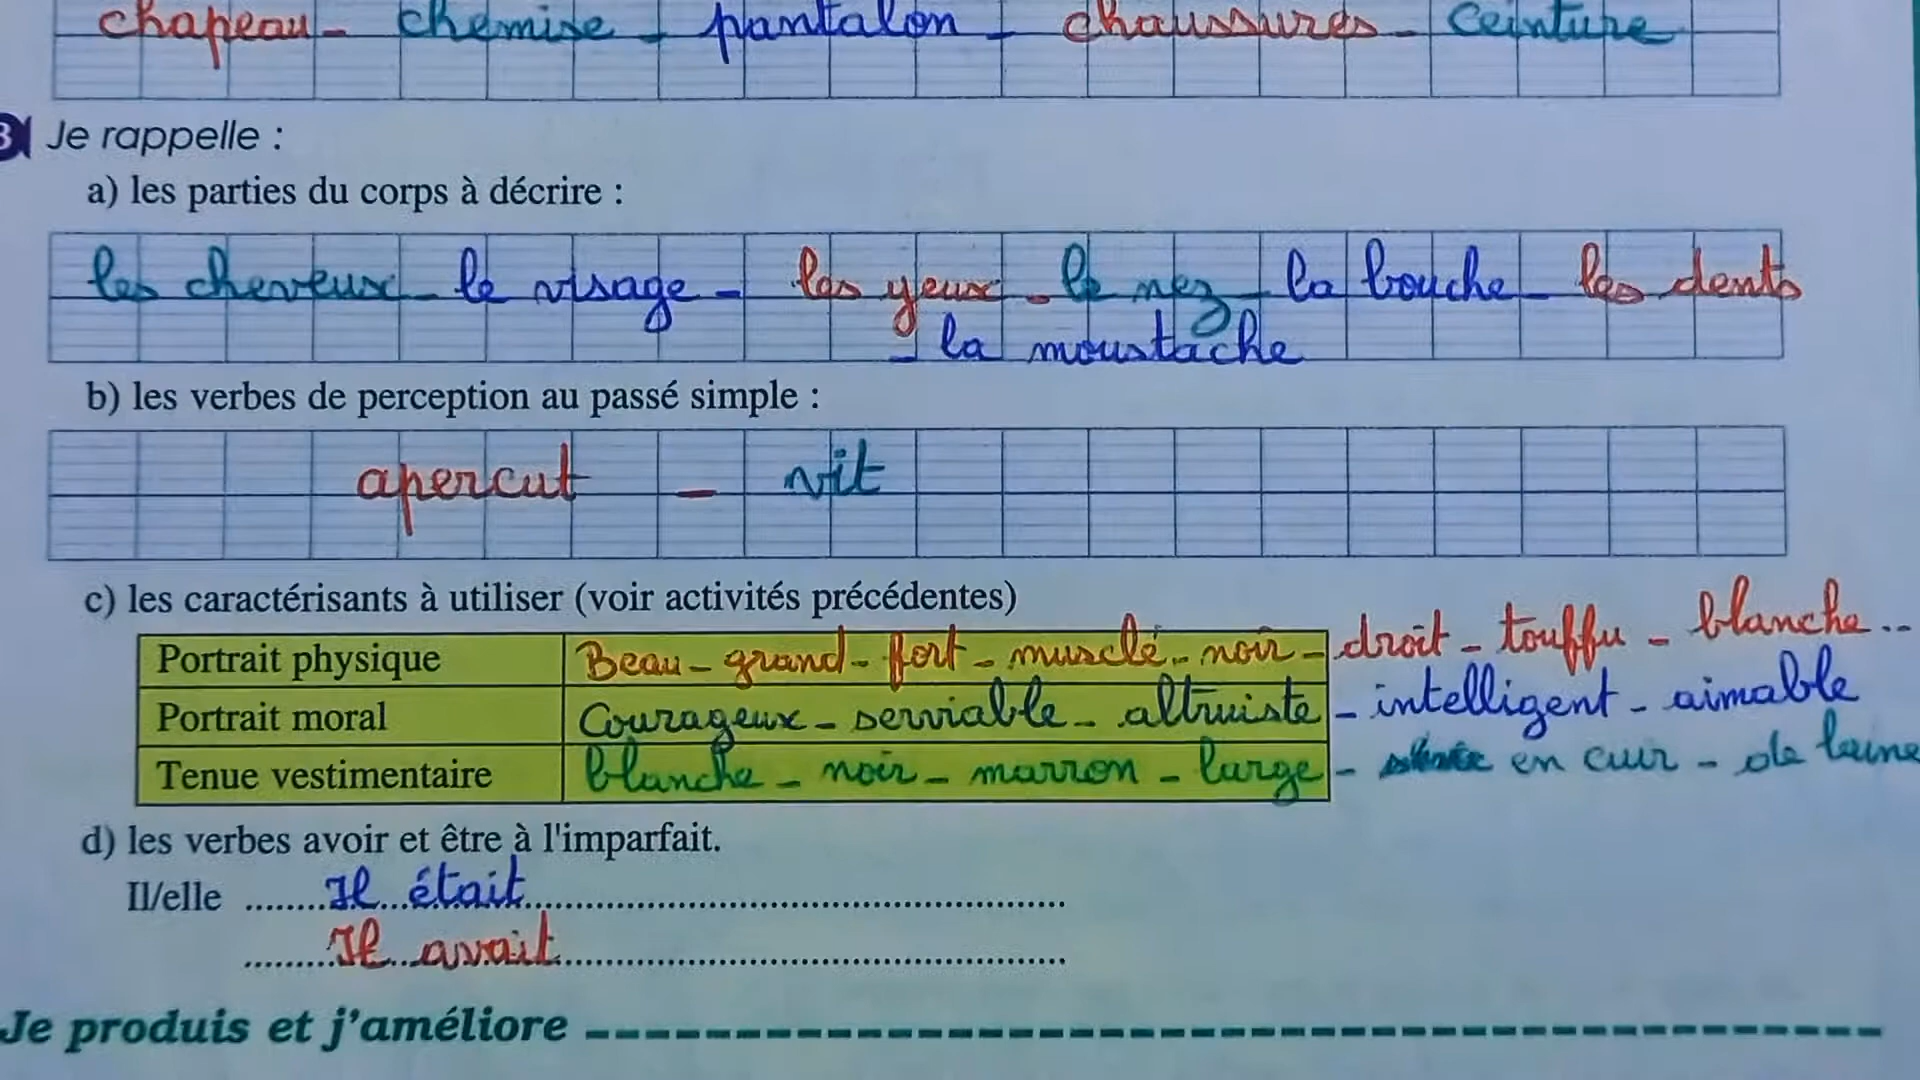 chapeau - chemise - pantalon - chaussures - ceinture
3 Je rappelle :
a) les parties du corps à décrire :
les cheveux - le visage - les yeux - le nez - la bouche - les dents
- la moustache
b) les verbes de perception au passé simple :
apercut - vit
c) les caractérisants à utiliser (voir activités précédentes)
Portrait physique Beau - grand - fort - musclé - noir - droit - touffu - blanche...
Portrait moral Courageux - serviable - altruiste - intelligent - aimable
Tenue vestimentaire blanche - noir - marron - large - en cuir - de laine
d) les verbes avoir et être à l'imparfait.
Il/elle ........Il...était..............................
.........Il...avait..............................
Je produis et j'améliore